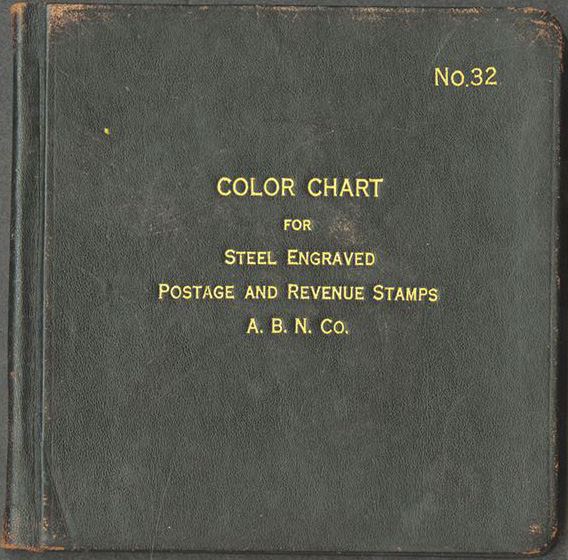 No.32
COLOR CHART
FOR
STEEL ENGRAVED
POSTAGE AND REVENUE STAMPS
A. B. N. Co.